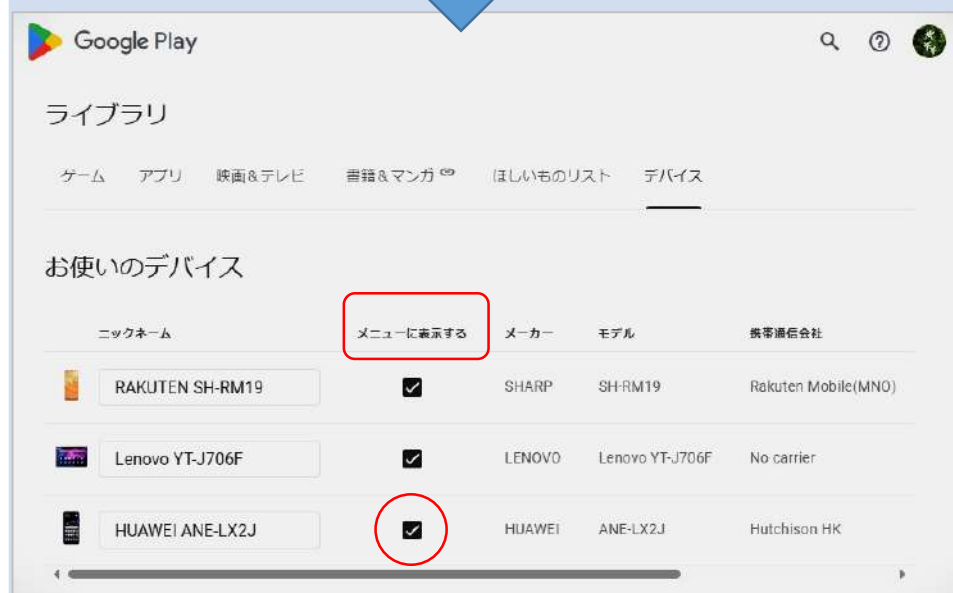 Google Play
ライブラリ
ゲーム アプリ 映画&テレビ 書籍&マンガ ほしいものリスト デバイス
お使いのデバイス
ニックネーム メニューに表示する メーカー モデル 携帯通信会社
RAKUTEN SH-RM19 SHARP SH-RM19 Rakuten Mobile(MNO)
Lenovo YT-J706F LENOVO Lenovo YT-J706F No carrier
HUAWEI ANE-LX2J HUAWEI ANE-LX2J Hutchison HK